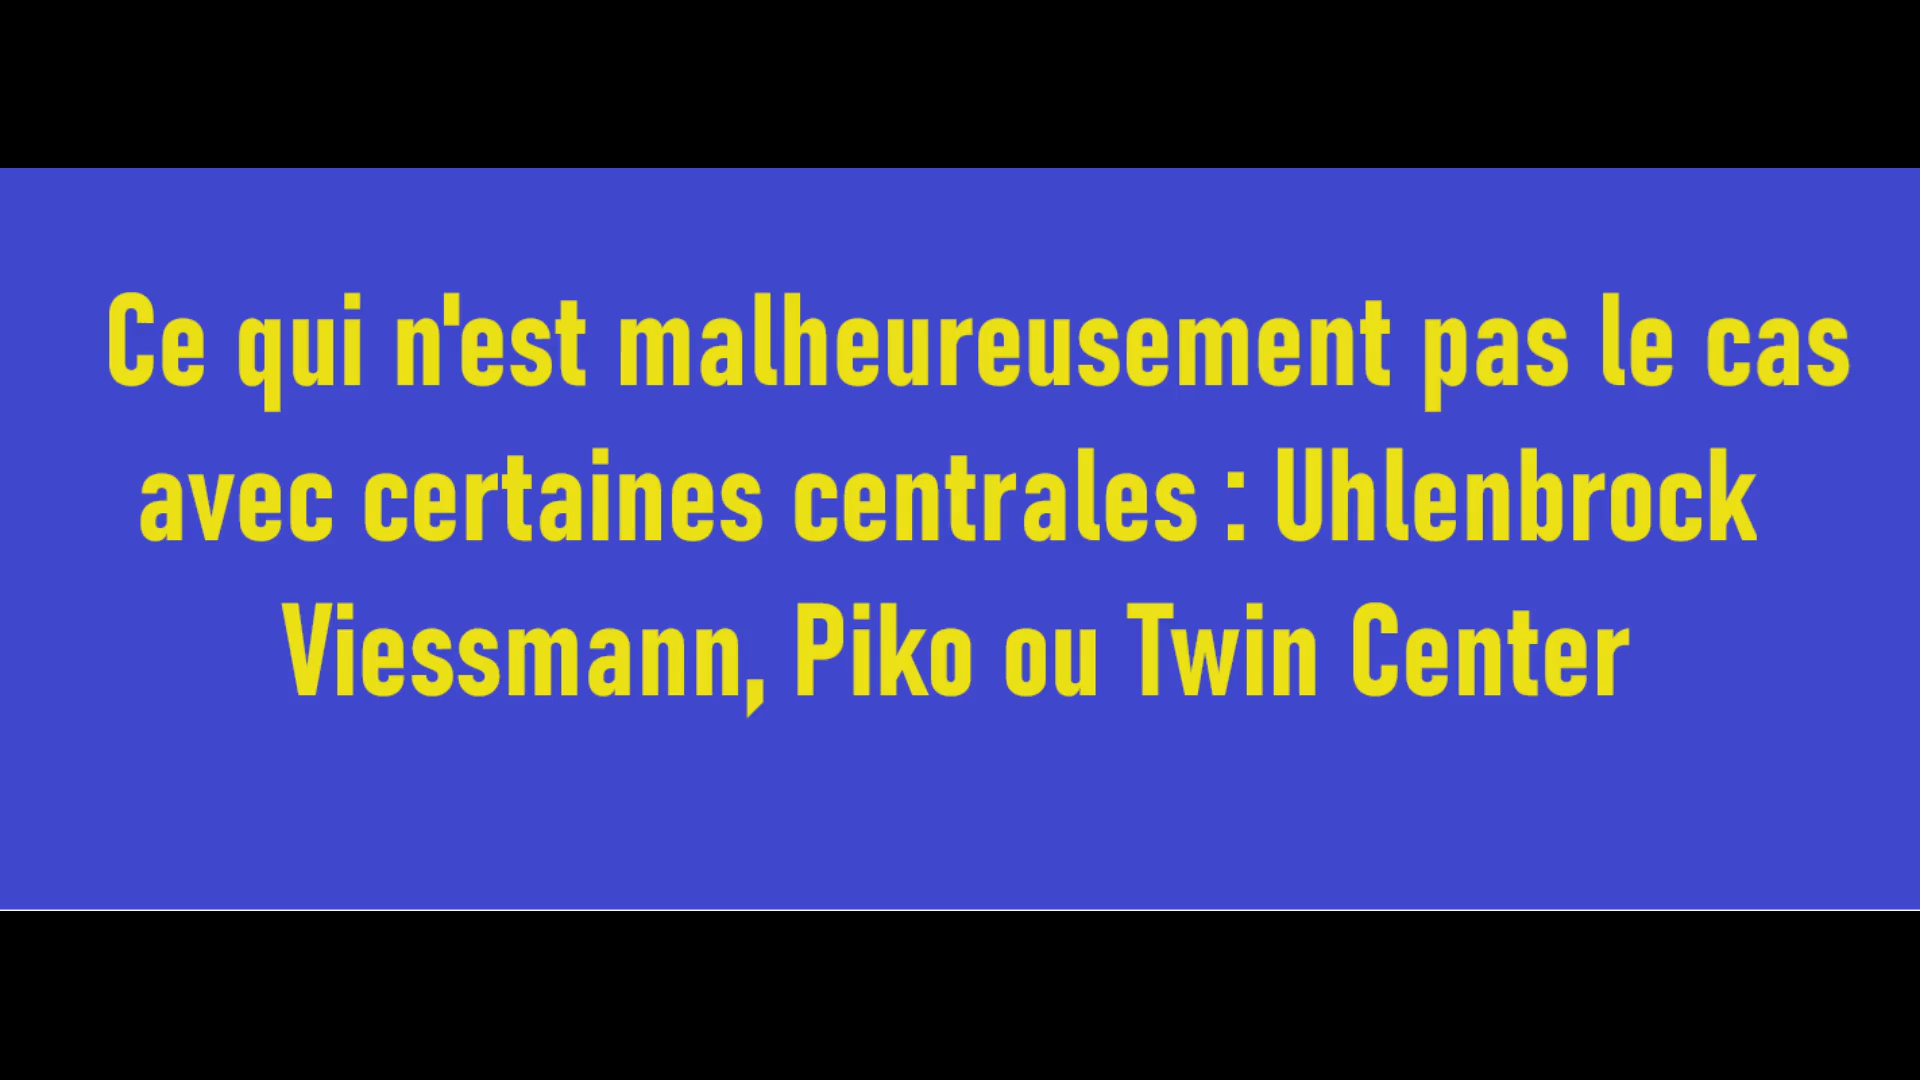 Ce qui n'est malheureusement pas le cas
avec certaines centrales : Uhlenbrock
Viessmann, Piko ou Twin Center